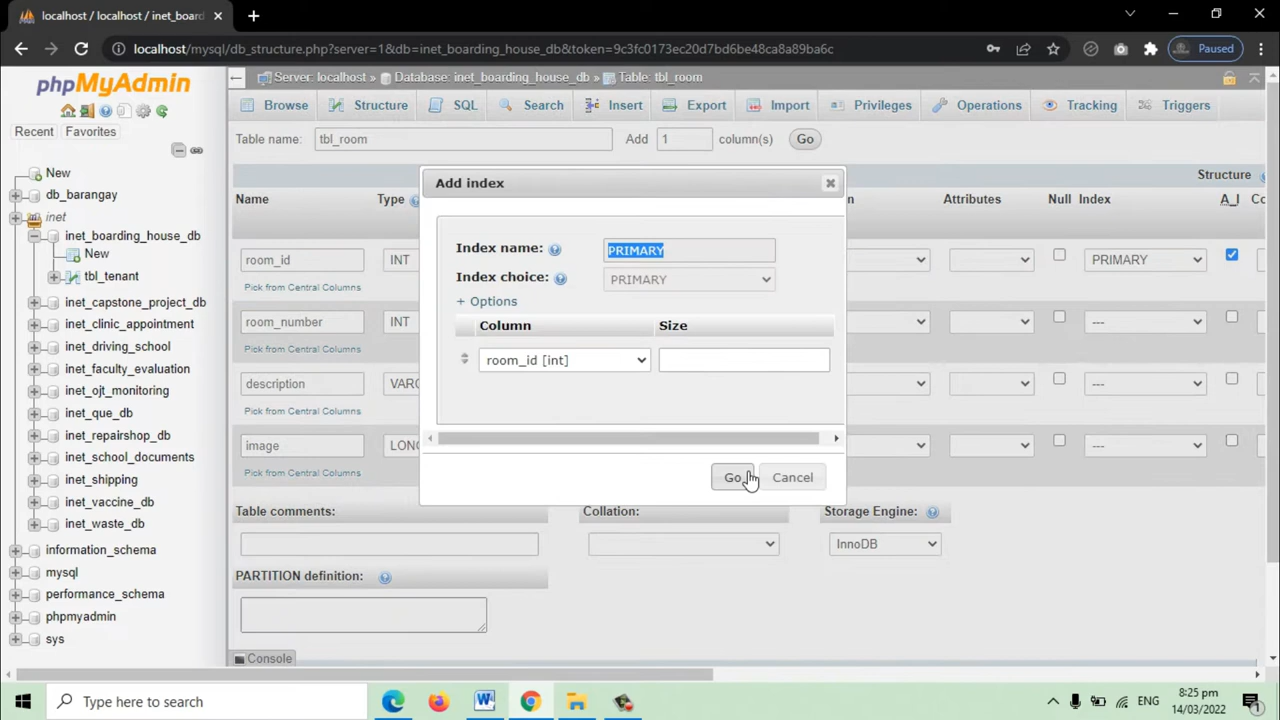 localhost / localhost / inet_board
localhost/mysql/db_structure.php?server=1&db=inet_boarding_house_db&token=9c3fc0173ec20d7bd6be48ca8a89ba6c
Paused
phpMyAdmin
Server: localhost » Database: inet_boarding_house_db » Table: tbl_room
Browse Structure SQL Search Insert Export Import Privileges Operations Tracking Triggers
Recent Favorites
Table name: tbl_room Add 1 column(s) Go
New
db_barangay
inet
inet_boarding_house_db
New
tbl_tenant
inet_capstone_project_db
inet_clinic_appointment
inet_driving_school
inet_faculty_evaluation
inet_ojt_monitoring
inet_que_db
inet_repairshop_db
inet_school_documents
inet_shipping
inet_vaccine_db
inet_waste_db
information_schema
mysql
performance_schema
phpmyadmin
sys
Structure
Name Type Attributes Null Index A_I Co
room_id INT PRIMARY
Pick from Central Columns
room_number INT ---
Pick from Central Columns
description VARC ---
Pick from Central Columns
image LONG ---
Pick from Central Columns
Add index
Index name: PRIMARY
Index choice: PRIMARY
+ Options
Column Size
room_id [int]
Go Cancel
Table comments: Collation: Storage Engine:
InnoDB
PARTITION definition:
Console
Type here to search
ENG
8:25 pm
14/03/2022
1